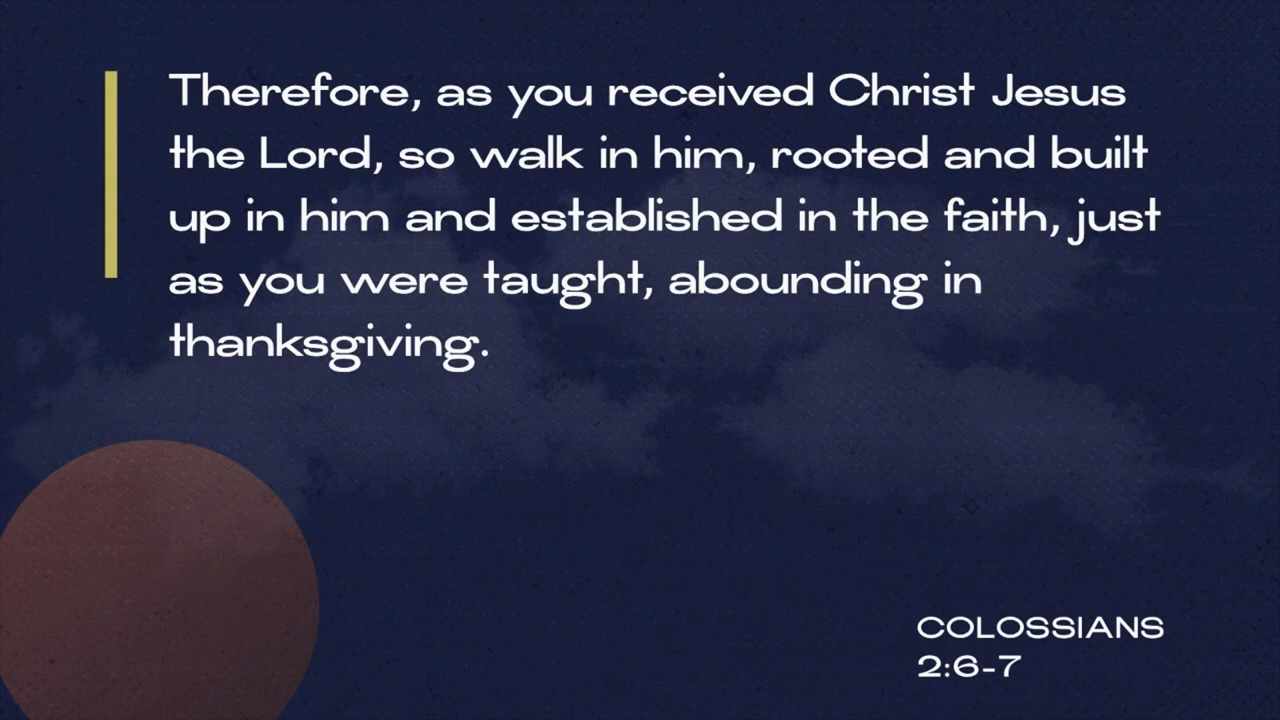 Therefore, as you received Christ Jesus
the Lord, so walk in him, rooted and built
up in him and established in the faith, just
as you were taught, abounding in
thanksgiving.
COLOSSIANS
2:6-7